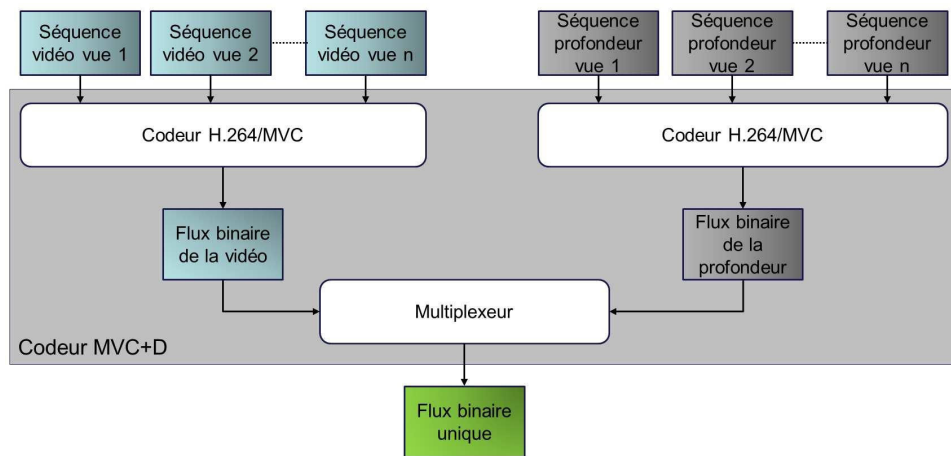 Séquence
vidéo vue 1
Séquence
vidéo vue 2
Séquence
vidéo vue n
Séquence
profondeur
vue 1
Séquence
profondeur
vue 2
Séquence
profondeur
vue n
Codeur H.264/MVC
Codeur H.264/MVC
Flux binaire
de la vidéo
Flux binaire
de la
profondeur
Multiplexeur
Codeur MVC+D
Flux binaire
unique